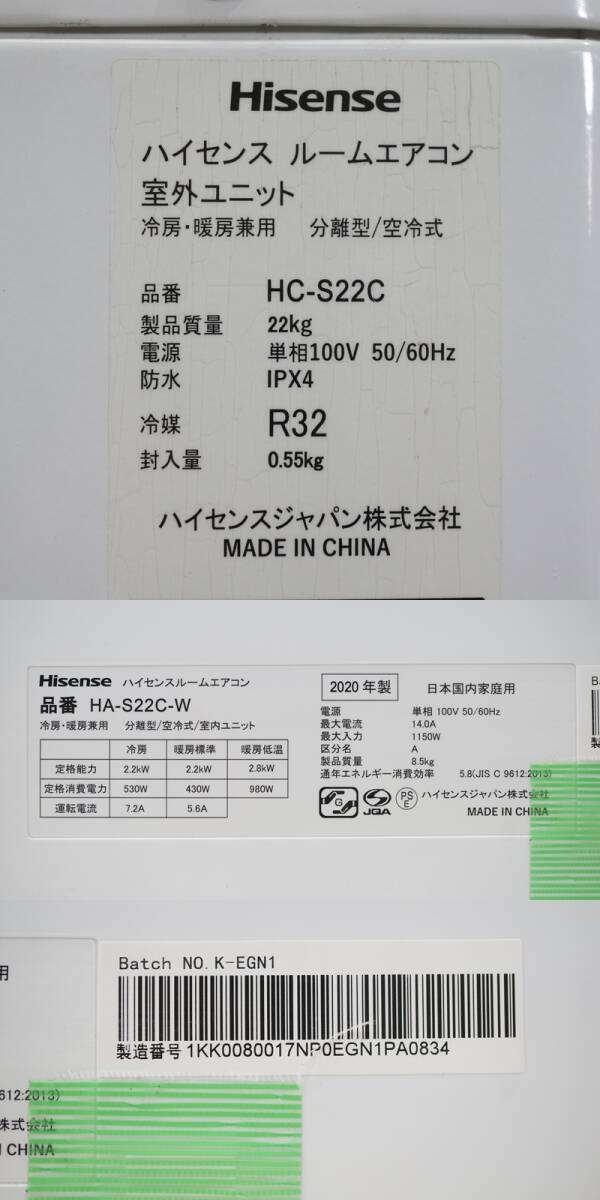 Hisense
ハイセンス ルームエアコン
室外ユニット
冷房・暖房兼用 分離型/空冷式
品番 HC-S22C
製品質量 22kg
電源 単相100V 50/60Hz
防水 IPX4
冷媒 R32
封入量 0.55kg
ハイセンスジャパン株式会社
MADE IN CHINA
Hisense ハイセンスルームエアコン
品番 HA-S22C-W
冷房・暖房兼用 分離型/空冷式/室内ユニット
冷房 暖房標準 暖房低温
定格能力 2.2kW 2.2kW 2.8kW
定格消費電力 530W 430W 980W
運転電流 7.2A 5.6A
2020年製 日本国内家庭用
電源 単相 100V 50/60Hz
最大電流 14.0A
最大入力 1150W
区分名 A
製品質量 8.5kg
通年エネルギー消費効率 5.8(JIS C 9612:2013)
G JQA PS E ハイセンスジャパン株式会社
MADE IN CHINA
B
製
用
Batch NO. K-EGN1
製造番号 1KK0080017NP0EGN1PA0834
612:2013)
株式会社
CHINA